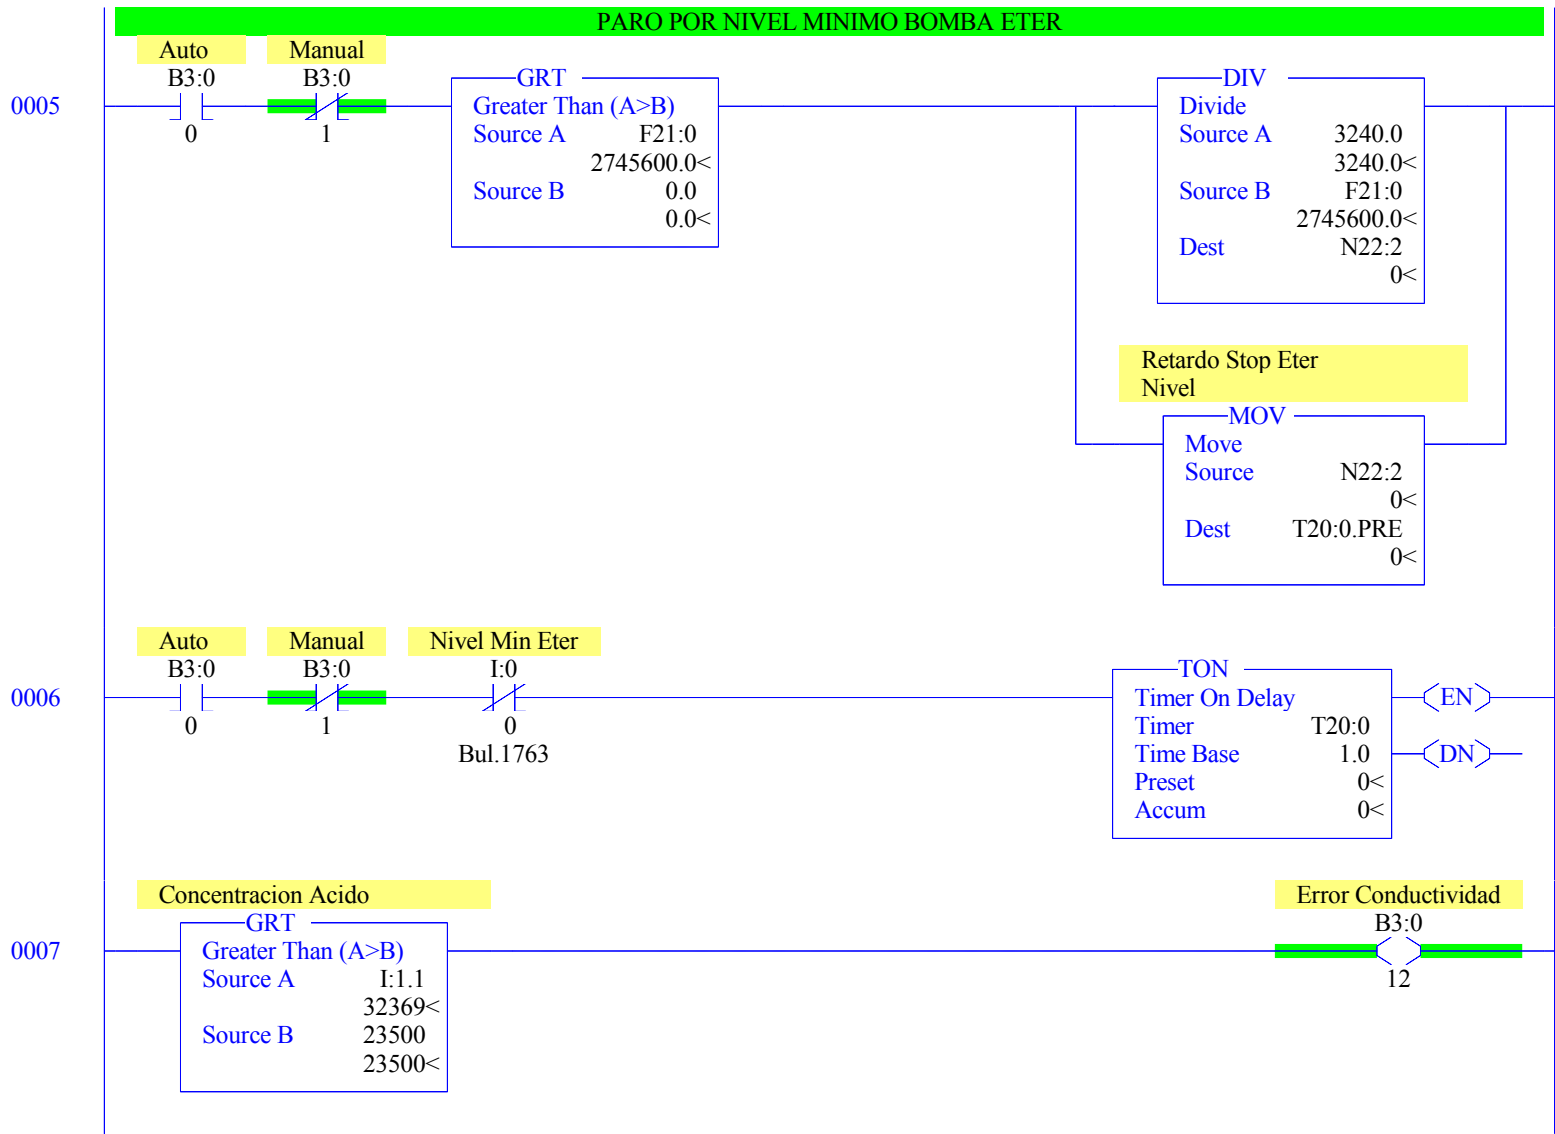 PARO POR NIVEL MINIMO BOMBA ETER
Auto
B3:0
0
Manual
B3:0
1
0005
GRT
Greater Than (A>B)
Source A F21:0
2745600.0<
Source B 0.0
0.0<
DIV
Divide
Source A 3240.0
3240.0<
Source B F21:0
2745600.0<
Dest N22:2
0<
Retardo Stop Eter
Nivel
MOV
Move
Source N22:2
0<
Dest T20:0.PRE
0<
Auto
B3:0
0
Manual
B3:0
1
Nivel Min Eter
I:0
0
Bul.1763
0006
TON
Timer On Delay
Timer T20:0
Time Base 1.0
Preset 0<
Accum 0<
EN
DN
Concentracion Acido
0007
GRT
Greater Than (A>B)
Source A I:1.1
32369<
Source B 23500
23500<
Error Conductividad
B3:0
12